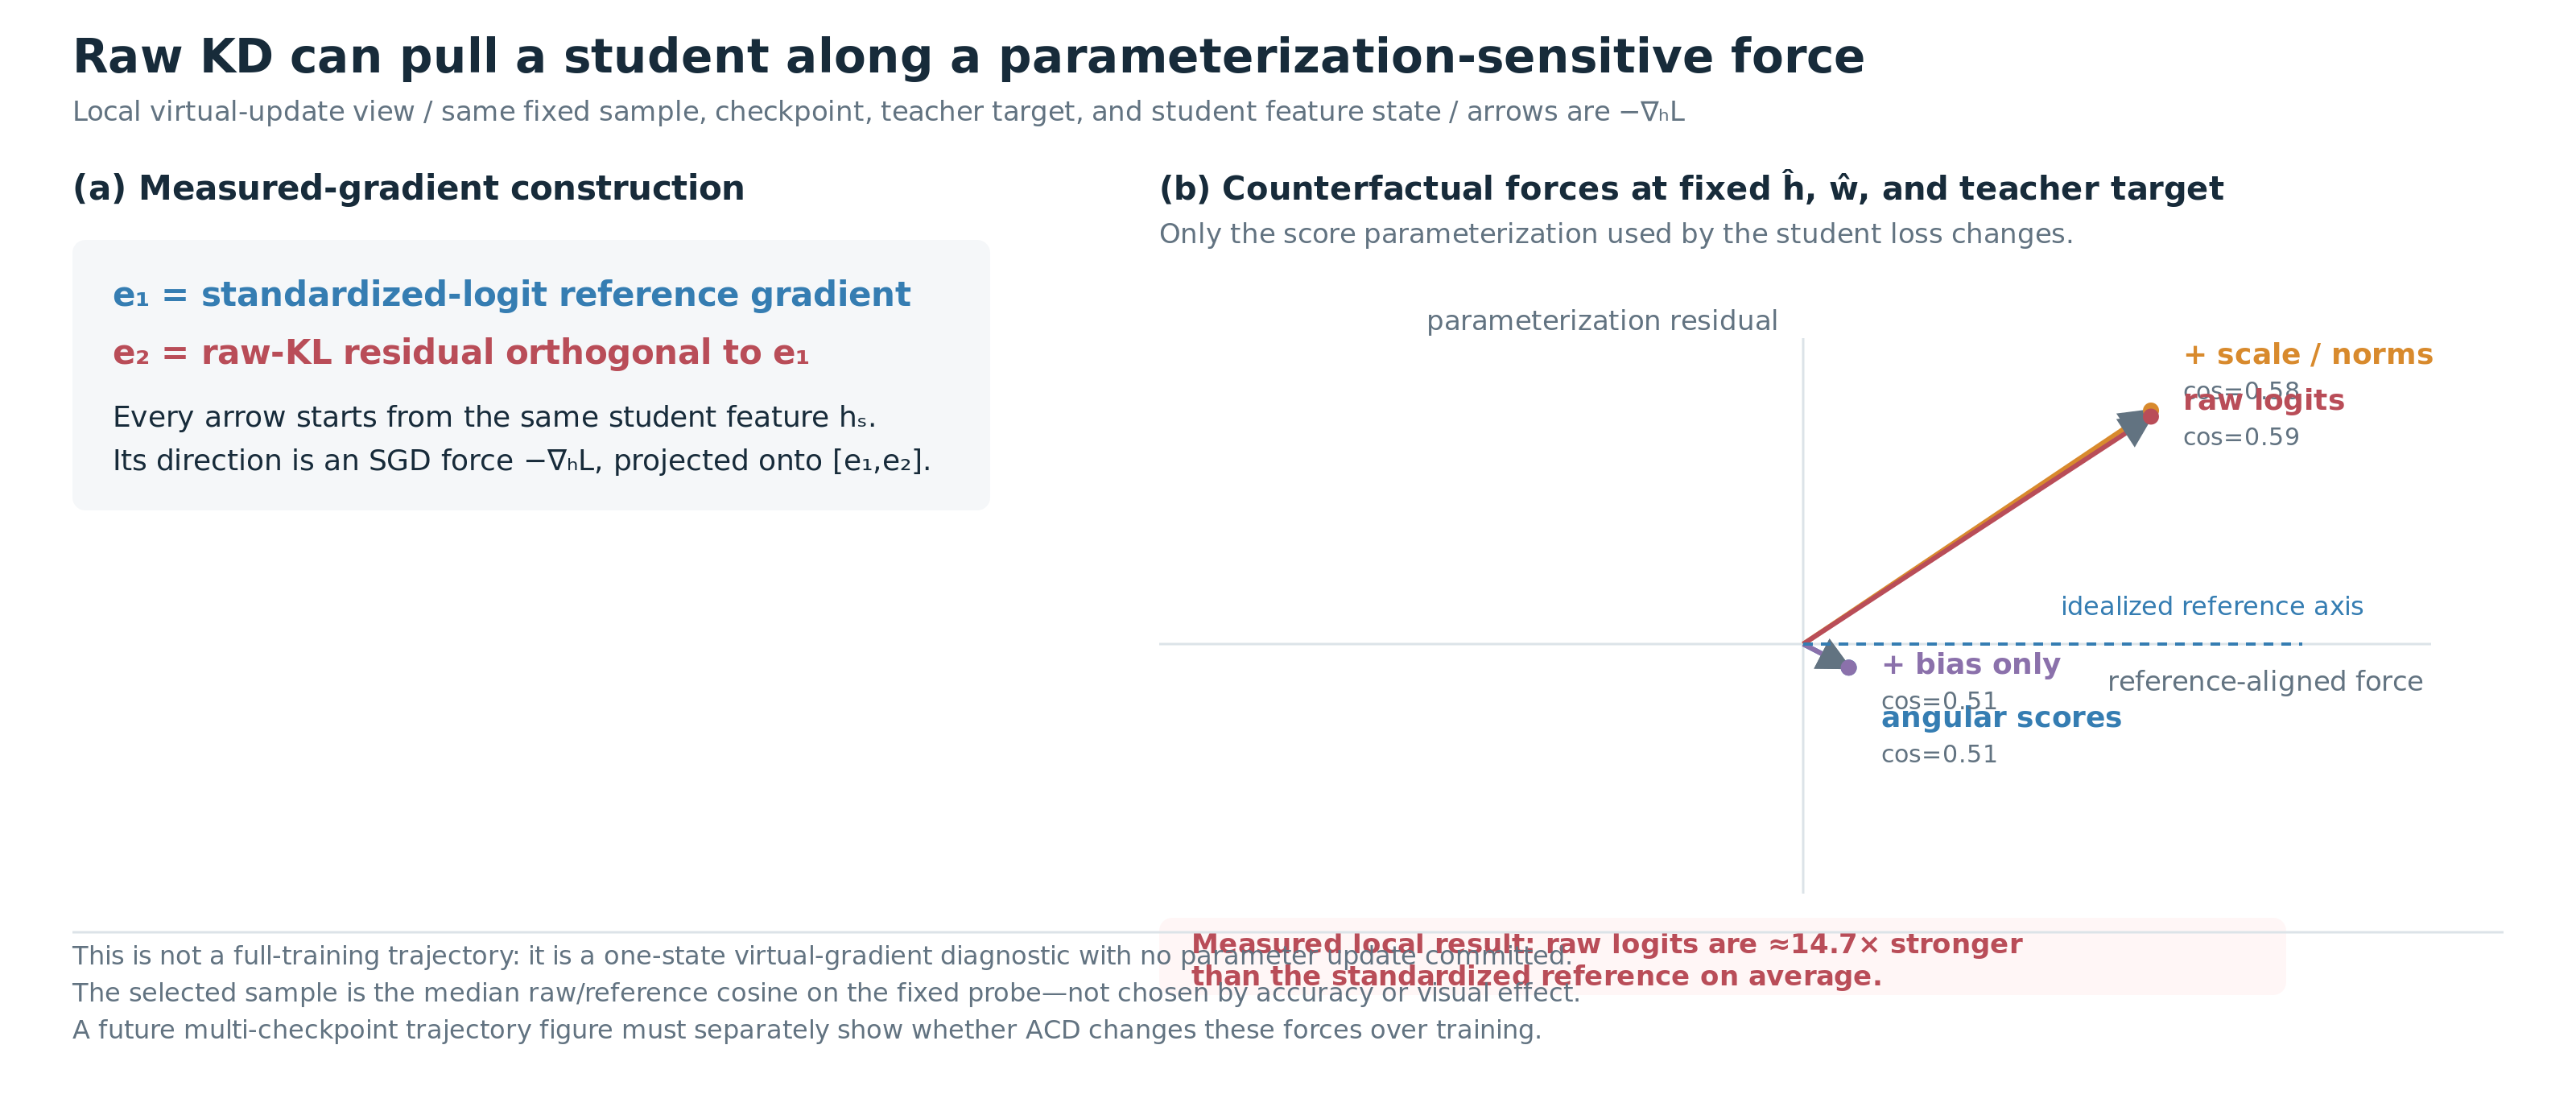 Raw KD can pull a student along a parameterization-sensitive force
Local virtual-update view / same fixed sample, checkpoint, teacher target, and student feature state / arrows are −∇ₕL
(a) Measured-gradient construction
e₁ = standardized-logit reference gradient
e₂ = raw-KL residual orthogonal to e₁
Every arrow starts from the same student feature hₛ.
Its direction is an SGD force −∇ₕL, projected onto [e₁,e₂].
(b) Counterfactual forces at fixed ĥ, ŵ, and teacher target
Only the score parameterization used by the student loss changes.
parameterization residual
+ scale / norms
cos=0.58
raw logits
cos=0.59
idealized reference axis
reference-aligned force
+ bias only
cos=0.51
angular scores
cos=0.51
Measured local result: raw logits are ≈14.7× stronger
than the standardized reference on average.
This is not a full-training trajectory: it is a one-state virtual-gradient diagnostic with no parameter update committed.
The selected sample is the median raw/reference cosine on the fixed probe—not chosen by accuracy or visual effect.
A future multi-checkpoint trajectory figure must separately show whether ACD changes these forces over training.